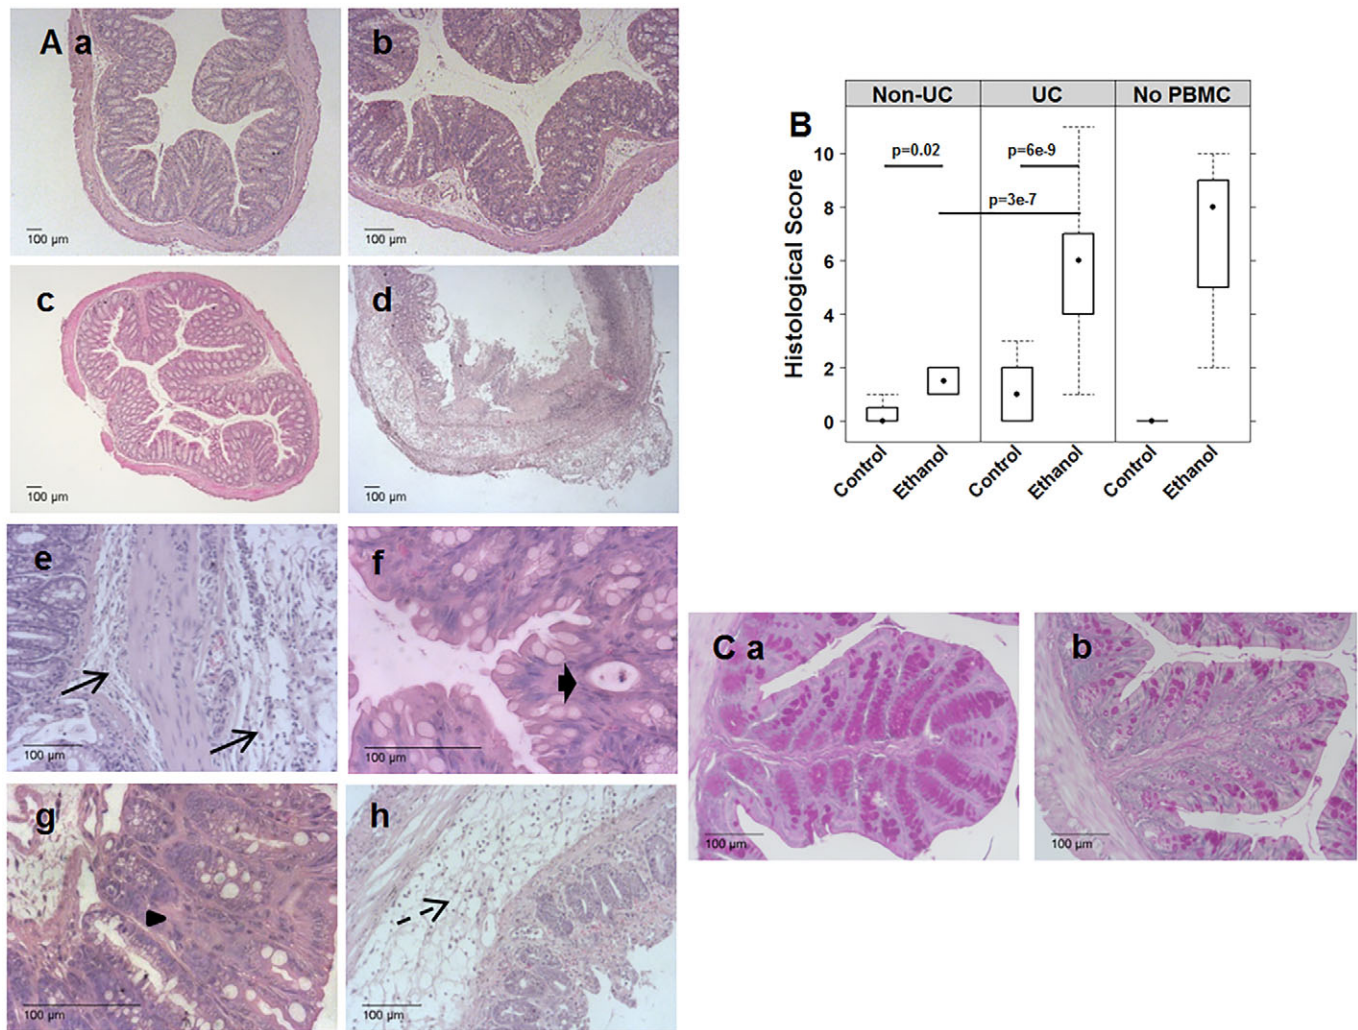 A a
100 µm
b
100 µm
c
100 µm
d
100 µm
e
100 µm
f
100 µm
g
100 µm
h
100 µm
B
Non-UC
UC
No PBMC
p=0.02
p=6e-9
p=3e-7
Histological Score
10
8
6
4
2
0
Control
Ethanol
Control
Ethanol
Control
Ethanol
C a
100 µm
b
100 µm